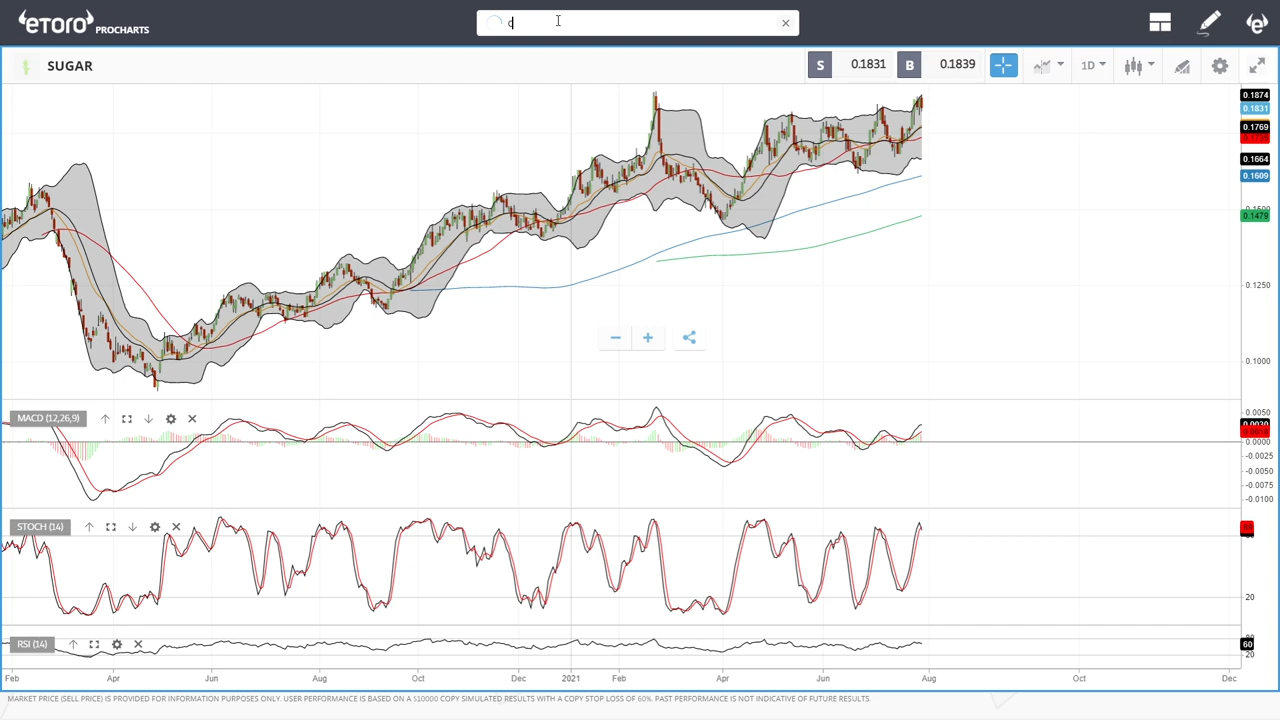 etoro PROCHARTS
c
SUGAR
S 0.1831 B 0.1839
1D
0.1874
0.1831
0.1769
0.1664
0.1609
0.1500
0.1479
0.1250
0.1000
MACD (12,26,9)
0.0050
0.0000
-0.0025
-0.0050
-0.0075
-0.0100
STOCH (14)
20
RSI (14)
60
20
Feb Apr Jun Aug Oct Dec 2021 Feb Apr Jun Aug Oct Dec
MARKET PRICE (SELL PRICE) IS PROVIDED FOR INFORMATION PURPOSES ONLY. USER PERFORMANCE IS BASED ON A $10000 COPY SIMULATED RESULTS WITH A COPY STOP LOSS OF 60%. PAST PERFORMANCE IS NOT INDICATIVE OF FUTURE RESULTS.